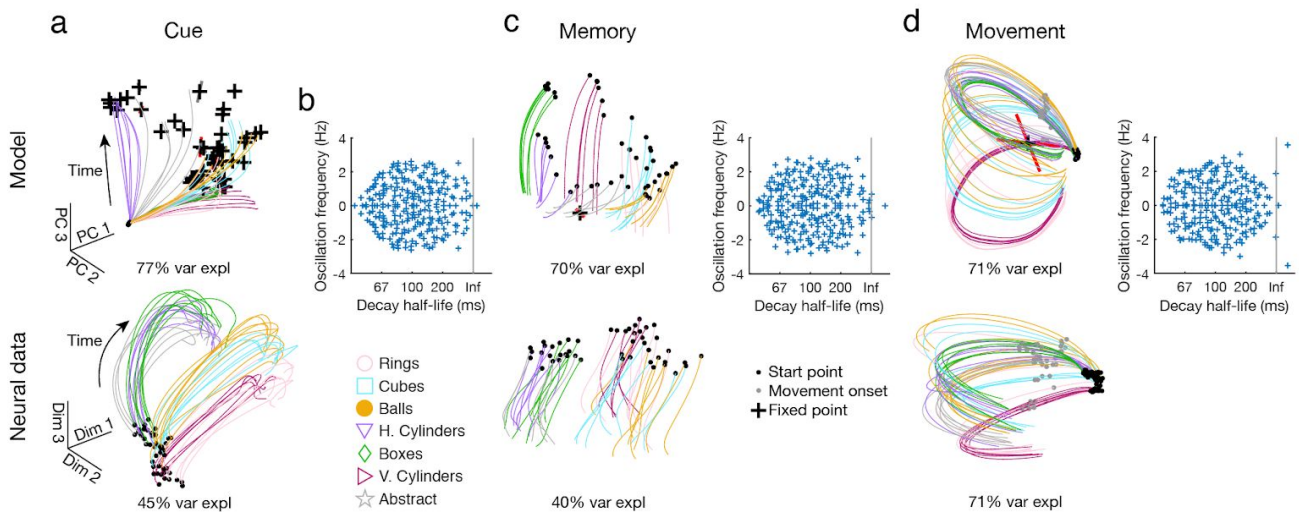 a
Cue
Model
Time
PC 3
PC 1
PC 2
77% var expl
b
Oscillation frequency (Hz)
4
2
0
-2
-4
67
100
200
Inf
Decay half-life (ms)
c
Memory
70% var expl
Oscillation frequency (Hz)
4
2
0
-2
-4
67
100
200
Inf
Decay half-life (ms)
d
Movement
71% var expl
Oscillation frequency (Hz)
4
2
0
-2
-4
67
100
200
Inf
Decay half-life (ms)
Neural data
Time
Dim 3
Dim 1
Dim 2
45% var expl
Rings
Cubes
Balls
H. Cylinders
Boxes
V. Cylinders
Abstract
40% var expl
Start point
Movement onset
Fixed point
71% var expl